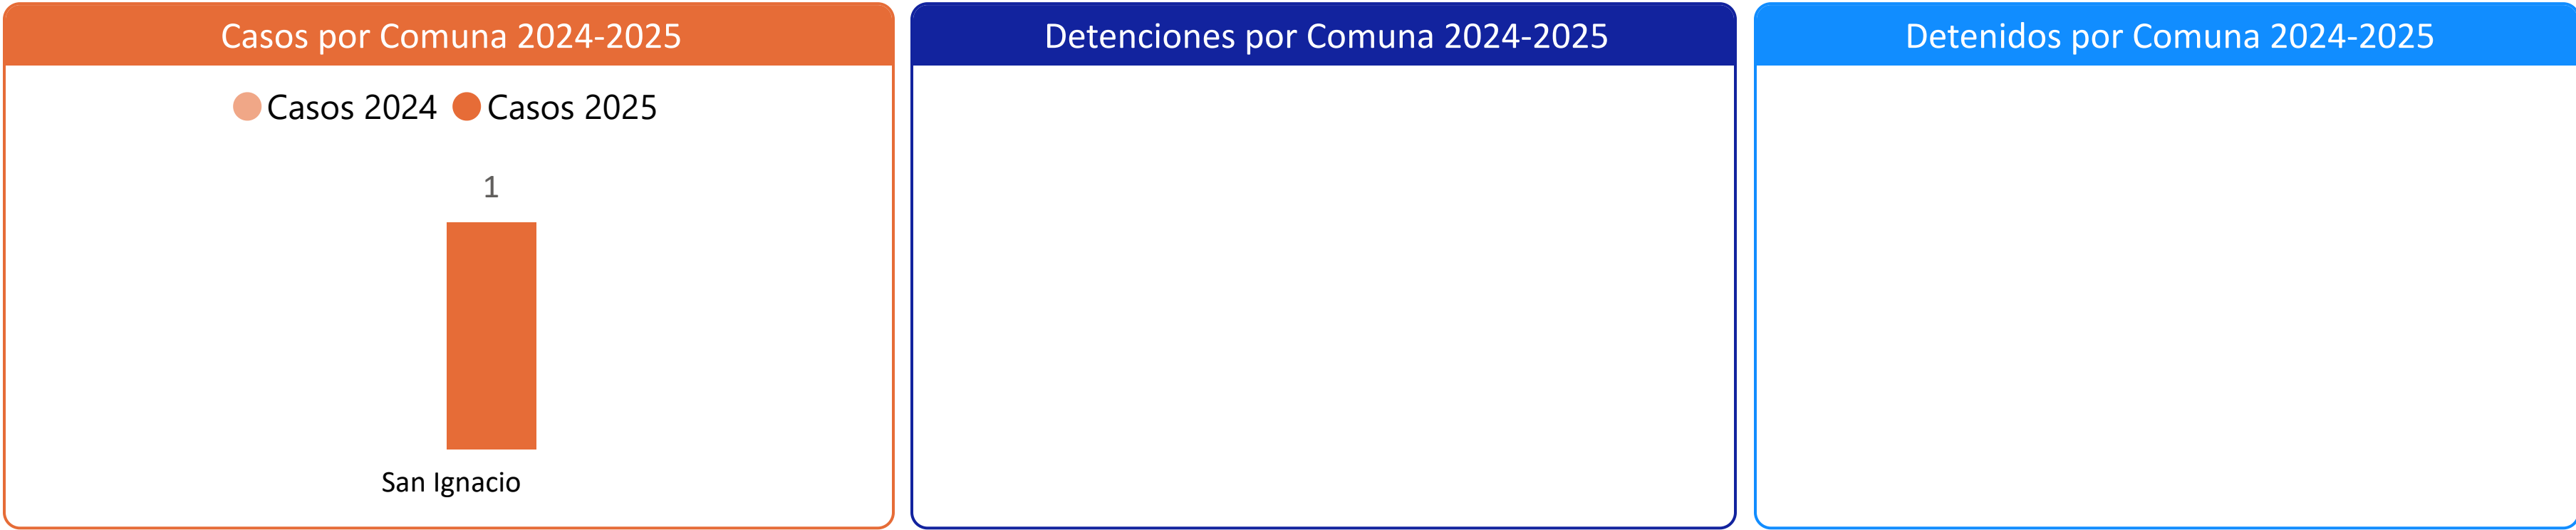 Casos por Comuna 2024-2025
Casos 2024 Casos 2025
1
San Ignacio
Detenciones por Comuna 2024-2025
Detenidos por Comuna 2024-2025